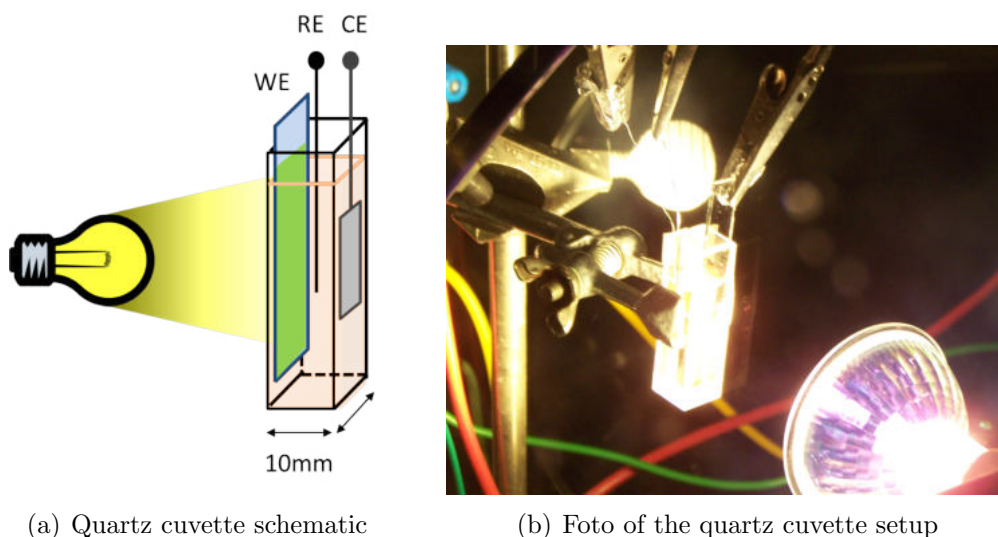 RE CE
WE
10mm
(a) Quartz cuvette schematic
(b) Foto of the quartz cuvette setup